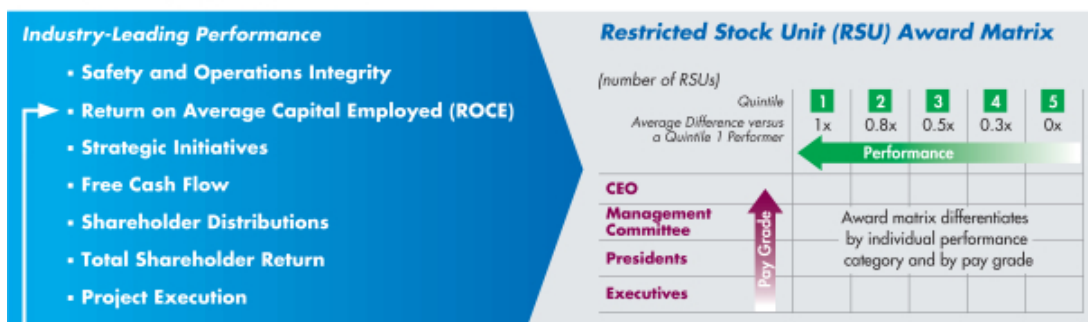 Industry-Leading Performance
▪ Safety and Operations Integrity
▪ Return on Average Capital Employed (ROCE)
▪ Strategic Initiatives
▪ Free Cash Flow
▪ Shareholder Distributions
▪ Total Shareholder Return
▪ Project Execution
Restricted Stock Unit (RSU) Award Matrix
(number of RSUs)
Quintile 1 2 3 4 5
Average Difference versus
a Quintile 1 Performer
1x 0.8x 0.5x 0.3x 0x
Performance
CEO
Management
Committee
Presidents
Executives
Pay Grade
Award matrix differentiates
by individual performance
category and by pay grade